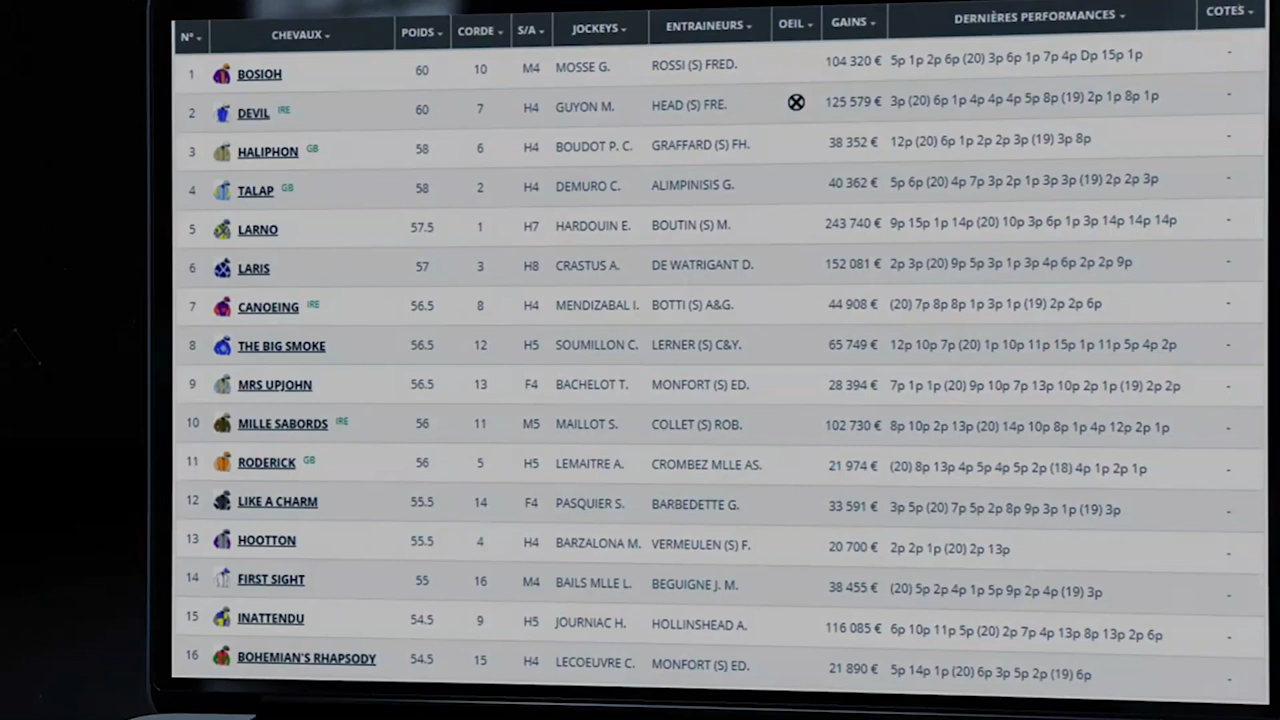 N° CHEVAUX POIDS CORDE S/A JOCKEYS ENTRAINEURS OEIL GAINS DERNIÈRES PERFORMANCES COTES
1 BOSIOH 60 10 M4 MOSSE G. ROSSI (S) FRED. 104 320 € 5p 1p 2p 6p (20) 3p 6p 1p 7p 4p Dp 15p 1p -
2 DEVIL IRE 60 7 H4 GUYON M. HEAD (S) FRE. 125 579 € 3p (20) 6p 1p 4p 4p 4p 5p 8p (19) 2p 1p 8p 1p -
3 HALIPHON GB 58 6 H4 BOUDOT P. C. GRAFFARD (S) FH. 38 352 € 12p (20) 6p 1p 2p 2p 3p (19) 3p 8p -
4 TALAP GB 58 2 H4 DEMURO C. ALIMPINISIS G. 40 362 € 5p 6p (20) 4p 7p 3p 2p 1p 3p 3p (19) 2p 2p 3p -
5 LARNO 57.5 1 H7 HARDOUIN E. BOUTIN (S) M. 243 740 € 9p 15p 1p 14p (20) 10p 3p 6p 1p 3p 14p 14p 14p -
6 LARIS 57 3 H8 CRASTUS A. DE WATRIGANT D. 152 081 € 2p 3p (20) 9p 5p 3p 1p 3p 4p 6p 2p 2p 9p -
7 CANOEING IRE 56.5 8 H4 MENDIZABAL I. BOTTI (S) A&G. 44 908 € (20) 7p 8p 8p 1p 3p 1p (19) 2p 2p 6p -
8 THE BIG SMOKE 56.5 12 H5 SOUMILLON C. LERNER (S) C&Y. 65 749 € 12p 10p 7p (20) 1p 10p 11p 15p 1p 11p 5p 4p 2p -
9 MRS UPJOHN 56.5 13 F4 BACHELOT T. MONFORT (S) ED. 28 394 € 7p 1p 1p (20) 9p 10p 7p 13p 10p 2p 1p (19) 2p 2p -
10 MILLE SABORDS IRE 56 11 M5 MAILLOT S. COLLET (S) ROB. 102 730 € 8p 10p 2p 13p (20) 14p 10p 8p 1p 4p 12p 2p 1p -
11 RODERICK GB 56 5 H5 LEMAITRE A. CROMBEZ MLLE AS. 21 974 € (20) 8p 13p 4p 5p 4p 5p 2p (18) 4p 1p 2p 1p -
12 LIKE A CHARM 55.5 14 F4 PASQUIER S. BARBEDETTE G. 33 591 € 3p 5p (20) 7p 5p 2p 8p 9p 3p 1p (19) 3p -
13 HOOTTON 55.5 4 H4 BARZALONA M. VERMEULEN (S) F. 20 700 € 2p 2p 1p (20) 2p 13p -
14 FIRST SIGHT 55 16 M4 BAILS MLLE L. BEGUIGNE J. M. 38 455 € (20) 5p 2p 4p 1p 5p 9p 2p 4p (19) 3p -
15 INATTENDU 54.5 9 H5 JOURNIAC H. HOLLINSHEAD A. 116 085 € 6p 10p 11p 5p (20) 2p 7p 4p 13p 8p 13p 2p 6p -
16 BOHEMIAN'S RHAPSODY 54.5 15 H4 LECOEUVRE C. MONFORT (S) ED. 21 890 € 5p 14p 1p (20) 6p 3p 5p 2p (19) 6p -